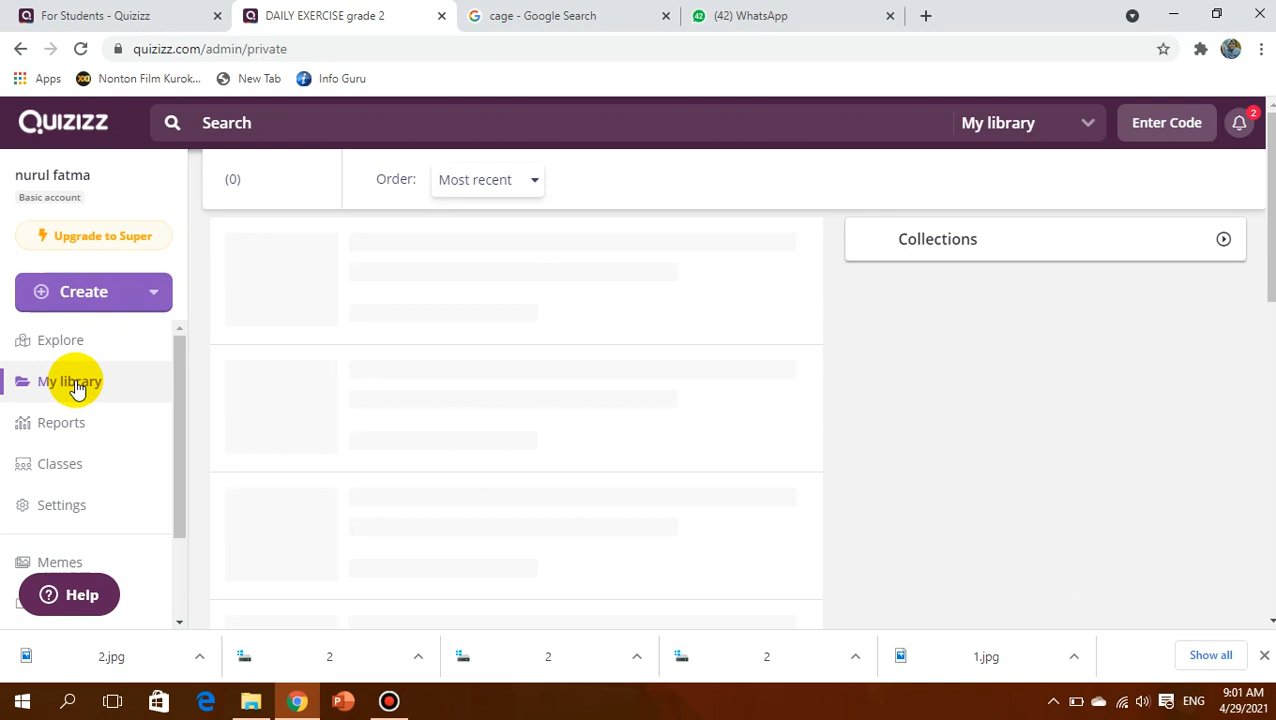 For Students - Quizizz
DAILY EXERCISE grade 2
cage - Google Search
(42) WhatsApp
quizizz.com/admin/private
Apps
Nonton Film Kurok...
New Tab
Info Guru
QUIZIZZ
Search
My library
Enter Code
2
nurul fatma
Basic account
(0)
Order:
Most recent
Upgrade to Super
Collections
Create
Explore
My library
Reports
Classes
Settings
Memes
Help
2.jpg
2
2
2
1.jpg
Show all
ENG
9:01 AM
4/29/2021